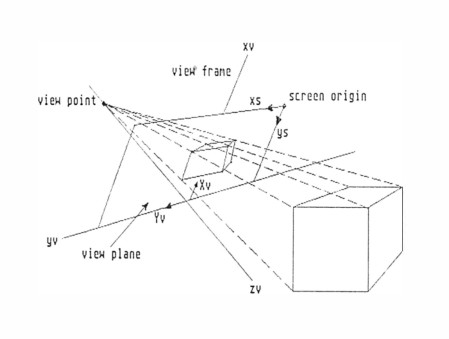 xv
view frame
view point
xs
screen origin
ys
Xv
Yv
yv
view plane
zv